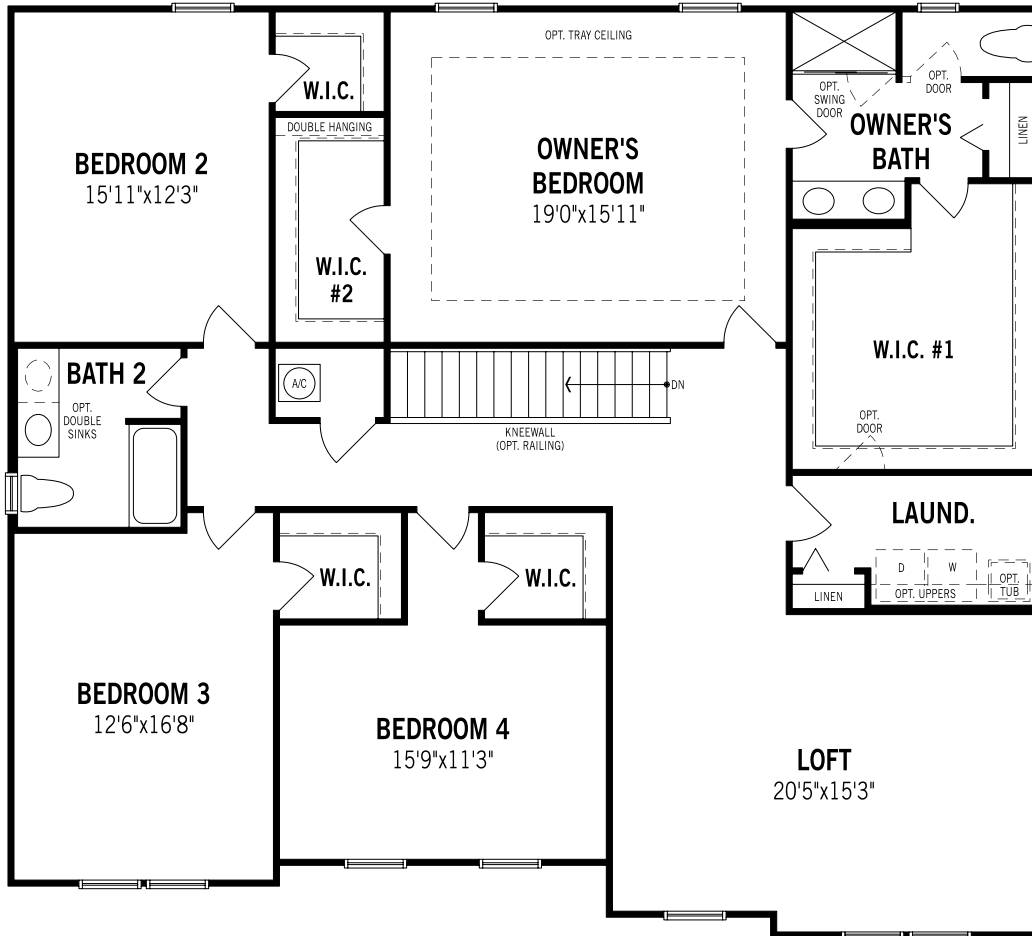 W.I.C.
DOUBLE HANGING
BEDROOM 2
15'11"x12'3"
W.I.C.
#2
OPT. TRAY CEILING
OWNER'S
BEDROOM
19'0"x15'11"
OPT.
SWING
DOOR
OPT.
DOOR
OWNER'S
BATH
LINEN
W.I.C. #1
OPT.
DOOR
BATH 2
OPT.
DOUBLE
SINKS
A/C
DN
KNEEWALL
(OPT. RAILING)
LAUND.
D
W
OPT. UPPERS
OPT.
TUB
LINEN
W.I.C.
W.I.C.
BEDROOM 3
12'6"x16'8"
BEDROOM 4
15'9"x11'3"
LOFT
20'5"x15'3"